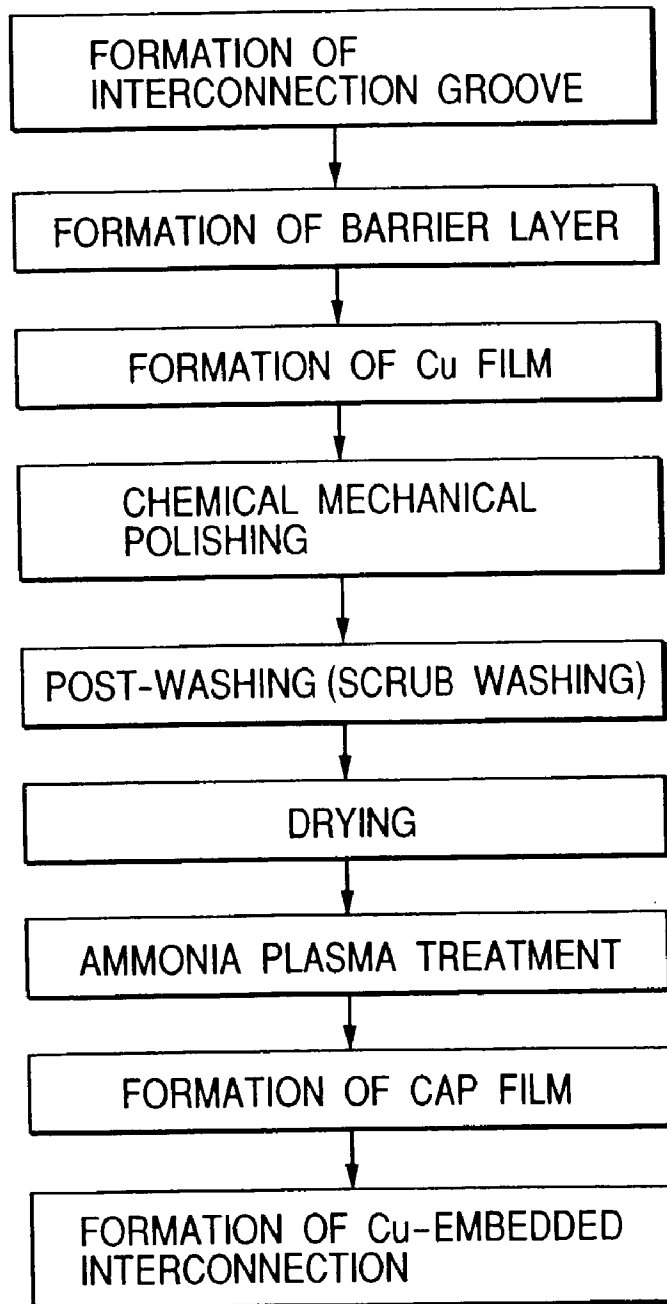 FORMATION OF
INTERCONNECTION GROOVE
FORMATION OF BARRIER LAYER
FORMATION OF Cu FILM
CHEMICAL MECHANICAL
POLISHING
POST-WASHING (SCRUB WASHING)
DRYING
AMMONIA PLASMA TREATMENT
FORMATION OF CAP FILM
FORMATION OF Cu-EMBEDDED
INTERCONNECTION